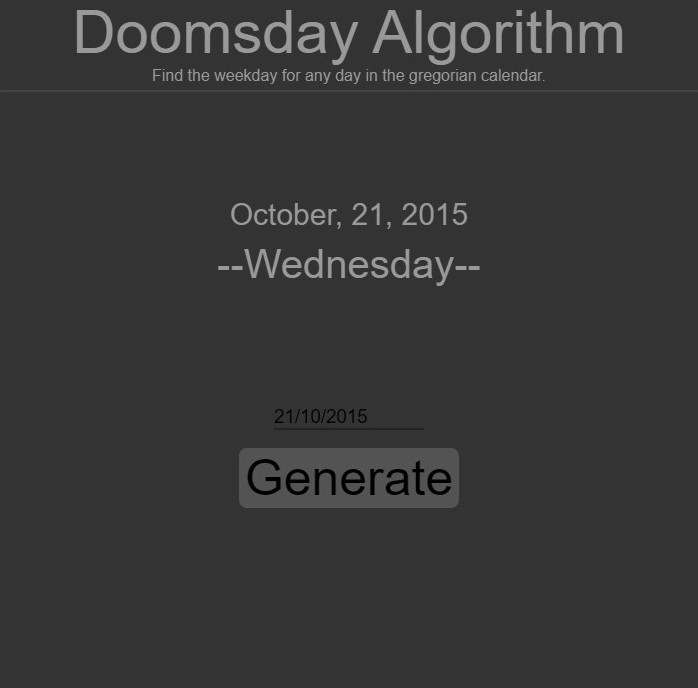 Doomsday Algorithm
Find the weekday for any day in the gregorian calendar.
October, 21, 2015
--Wednesday--
21/10/2015
Generate